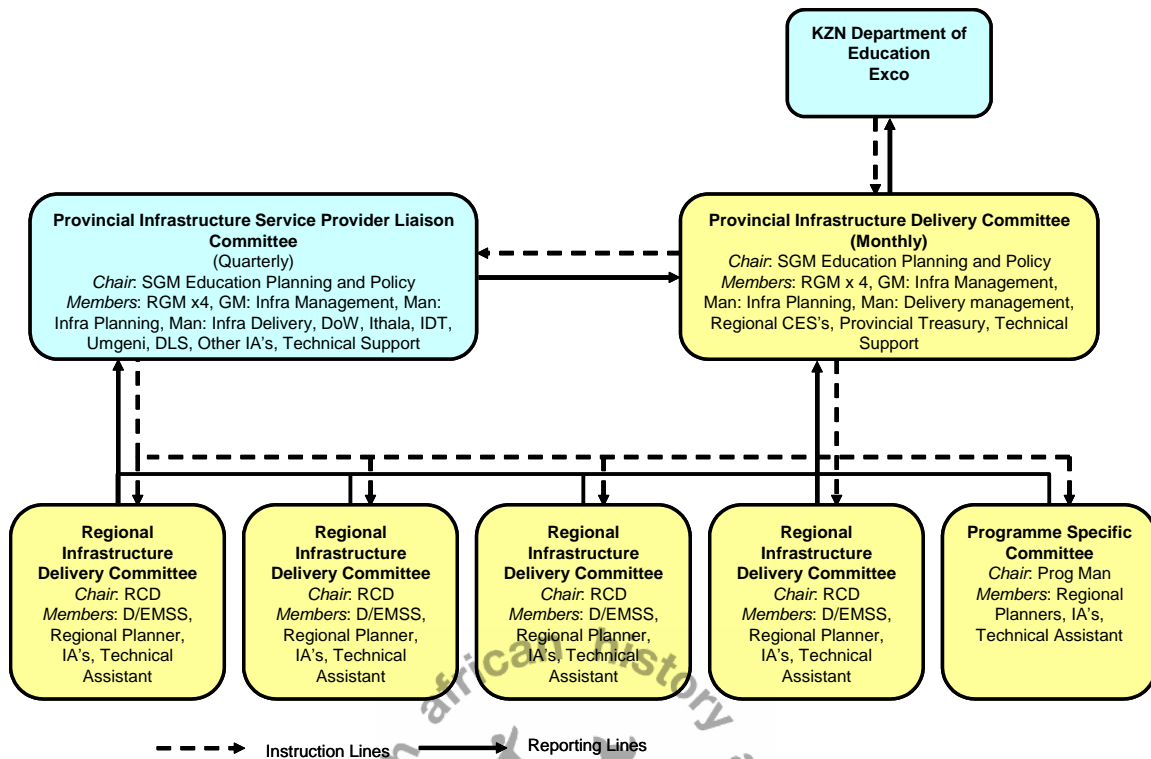 KZN Department of
Education
Exco
Provincial Infrastructure Service Provider Liaison
Committee
(Quarterly)
Chair: SGM Education Planning and Policy
Members: RGM x4, GM: Infra Management, Man:
Infra Planning, Man: Infra Delivery, DoW, Ithala, IDT,
Umgeni, DLS, Other IA's, Technical Support
Provincial Infrastructure Delivery Committee
(Monthly)
Chair: SGM Education Planning and Policy
Members: RGM x 4, GM: Infra Management,
Man: Infra Planning, Man: Delivery management,
Regional CES's, Provincial Treasury, Technical
Support
Regional
Infrastructure
Delivery Committee
Chair: RCD
Members: D/EMSS,
Regional Planner,
IA's, Technical
Assistant
Regional
Infrastructure
Delivery Committee
Chair: RCD
Members: D/EMSS,
Regional Planner,
IA's, Technical
Assistant
Regional
Infrastructure
Delivery Committee
Chair: RCD
Members: D/EMSS,
Regional Planner,
IA's, Technical
Assistant
Regional
Infrastructure
Delivery Committee
Chair: RCD
Members: D/EMSS,
Regional Planner,
IA's, Technical
Assistant
Programme Specific
Committee
Chair: Prog Man
Members: Regional
Planners, IA's,
Technical Assistant
african history
Instruction Lines
Reporting Lines